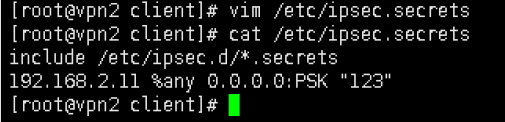 [root@vpn2 client]# vim /etc/ipsec.secrets
[root@vpn2 client]# cat /etc/ipsec.secrets
include /etc/ipsec.d/*.secrets
192.168.2.11 %any 0.0.0.0:PSK "123"
[root@vpn2 client]#